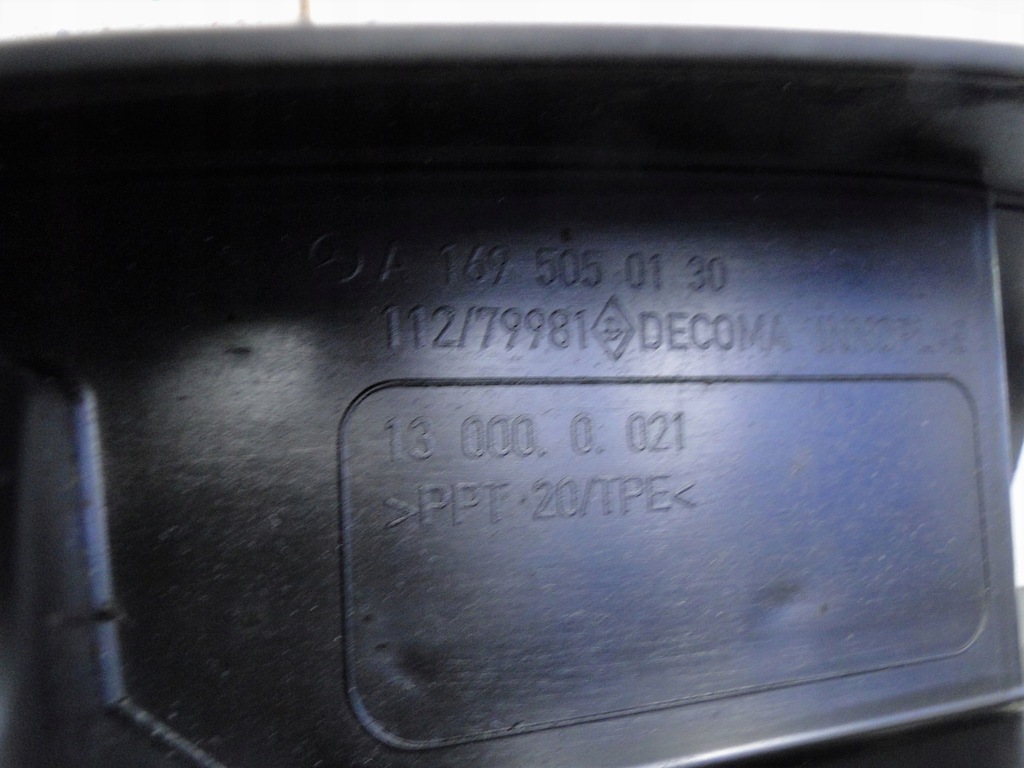 A 169 505 01 30
112/79981 DECOMA
13 000. 0. 021
>PPT 20/TPE<